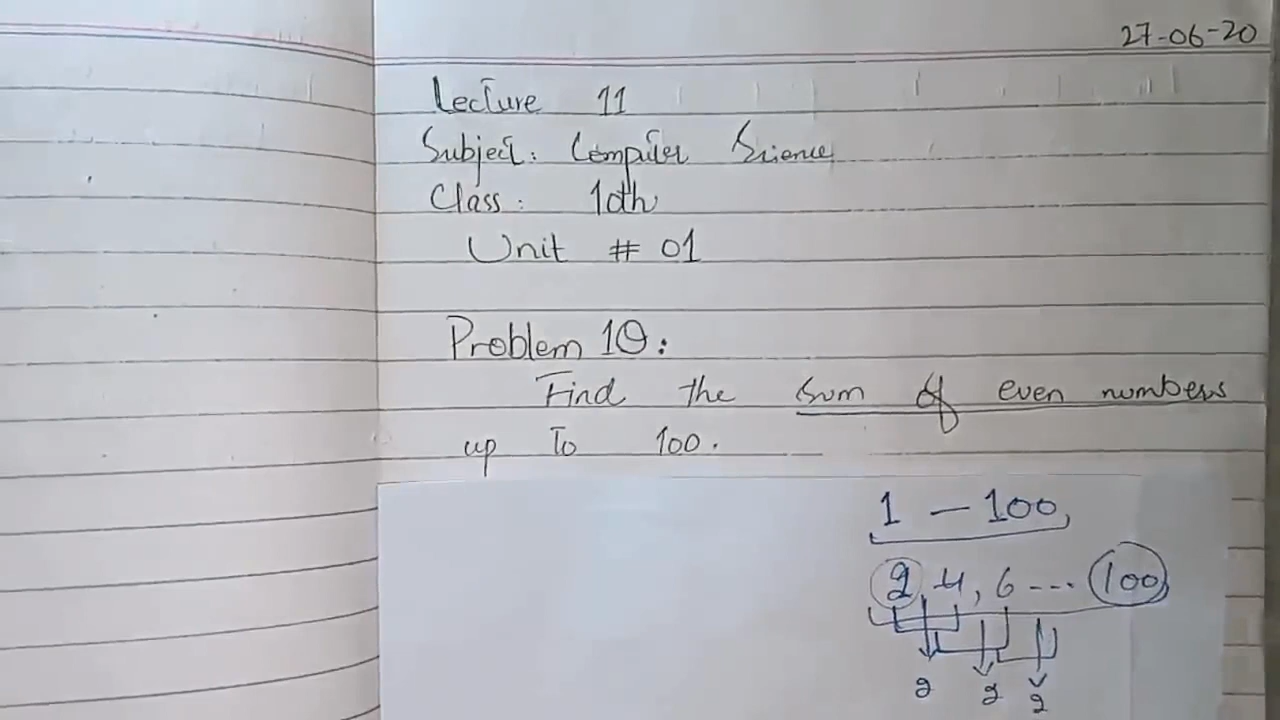 27-06-20
Lecture 11
Subject: Computer Science
Class: 10th
Unit # 01
Problem 10:
Find the sum of even numbers
up to 100.
1 — 100,
2, 4, 6 --- 100
2 2 2